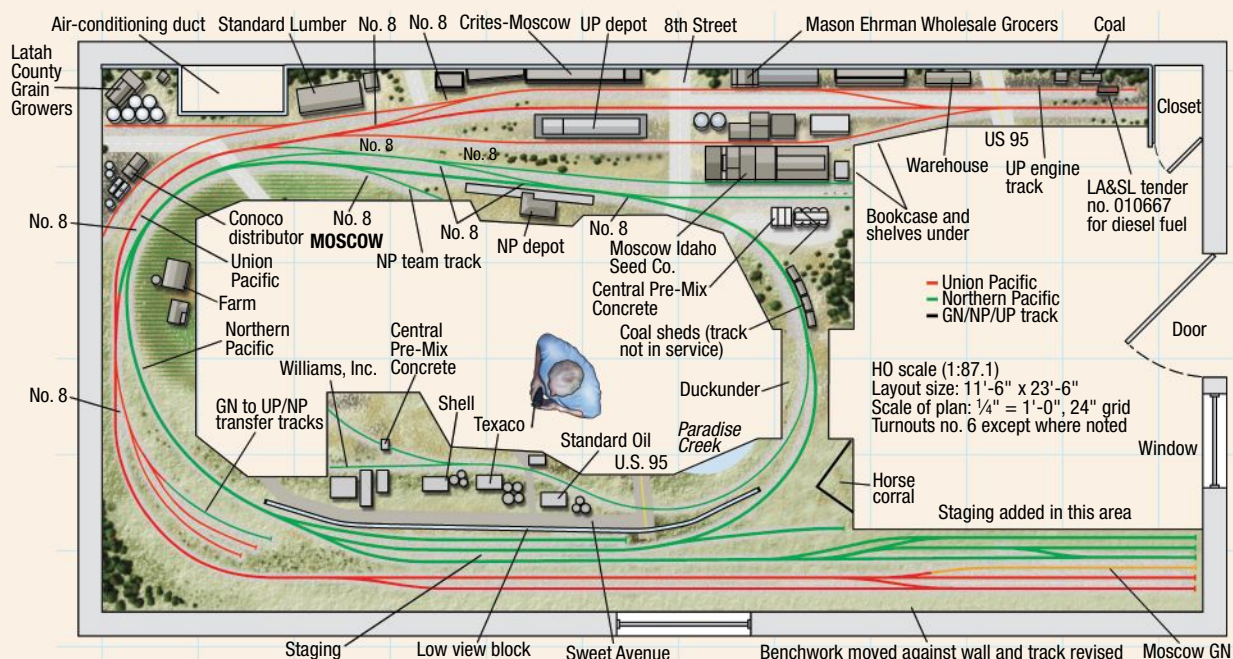 Air-conditioning duct
Standard Lumber
No. 8
No. 8
Crites-Moscow
UP depot
8th Street
Mason Ehrman Wholesale Grocers
Coal
Latah
County
Grain
Growers
Closet
No. 8
No. 8
US 95
Warehouse
UP engine
track
LA&SL tender
no. 010667
for diesel fuel
Bookcase and
shelves under
No. 8
Conoco
distributor
MOSCOW
No. 8
No. 8
NP depot
No. 8
Moscow Idaho
Seed Co.
NP team track
Union
Pacific
Central Pre-Mix
Concrete
Farm
Coal sheds (track
not in service)
Northern
Pacific
Union Pacific
Northern Pacific
GN/NP/UP track
Door
Central
Pre-Mix
Concrete
Williams, Inc.
No. 8
GN to UP/NP
transfer tracks
Shell
Texaco
Duckunder
HO scale (1:87.1)
Layout size: 11'-6" x 23'-6"
Scale of plan: ¼" = 1'-0", 24" grid
Turnouts no. 6 except where noted
Standard Oil
U.S. 95
Paradise
Creek
Window
Horse
corral
Staging added in this area
Staging
Low view block
Sweet Avenue
Benchwork moved against wall and track revised
Moscow GN